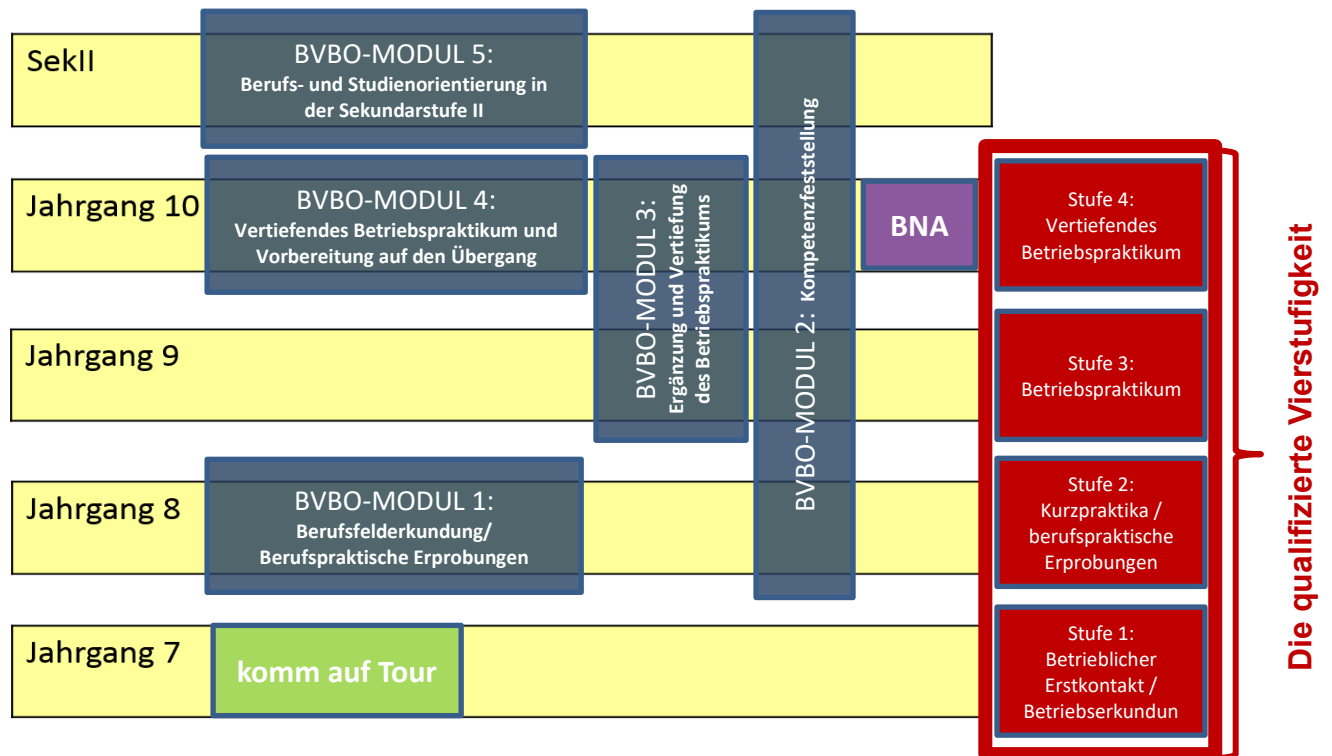 SekII
BVBO-MODUL 5:
Berufs- und Studienorientierung in
der Sekundarstufe II
Jahrgang 10
BVBO-MODUL 4:
Vertiefendes Betriebspraktikum und
Vorbereitung auf den Übergang
BVBO-MODUL 3:
Ergänzung und Vertiefung
des Betriebspraktikums
BVBO-MODUL 2: Kompetenzfeststellung
BNA
Stufe 4:
Vertiefendes
Betriebspraktikum
Jahrgang 9
Stufe 3:
Betriebspraktikum
Jahrgang 8
BVBO-MODUL 1:
Berufsfelderkundung/
Berufspraktische Erprobungen
Stufe 2:
Kurzpraktika /
berufspraktische
Erprobungen
Jahrgang 7
komm auf Tour
Stufe 1:
Betrieblicher
Erstkontakt /
Betriebserkundun
Die qualifizierte Vierstufigkeit